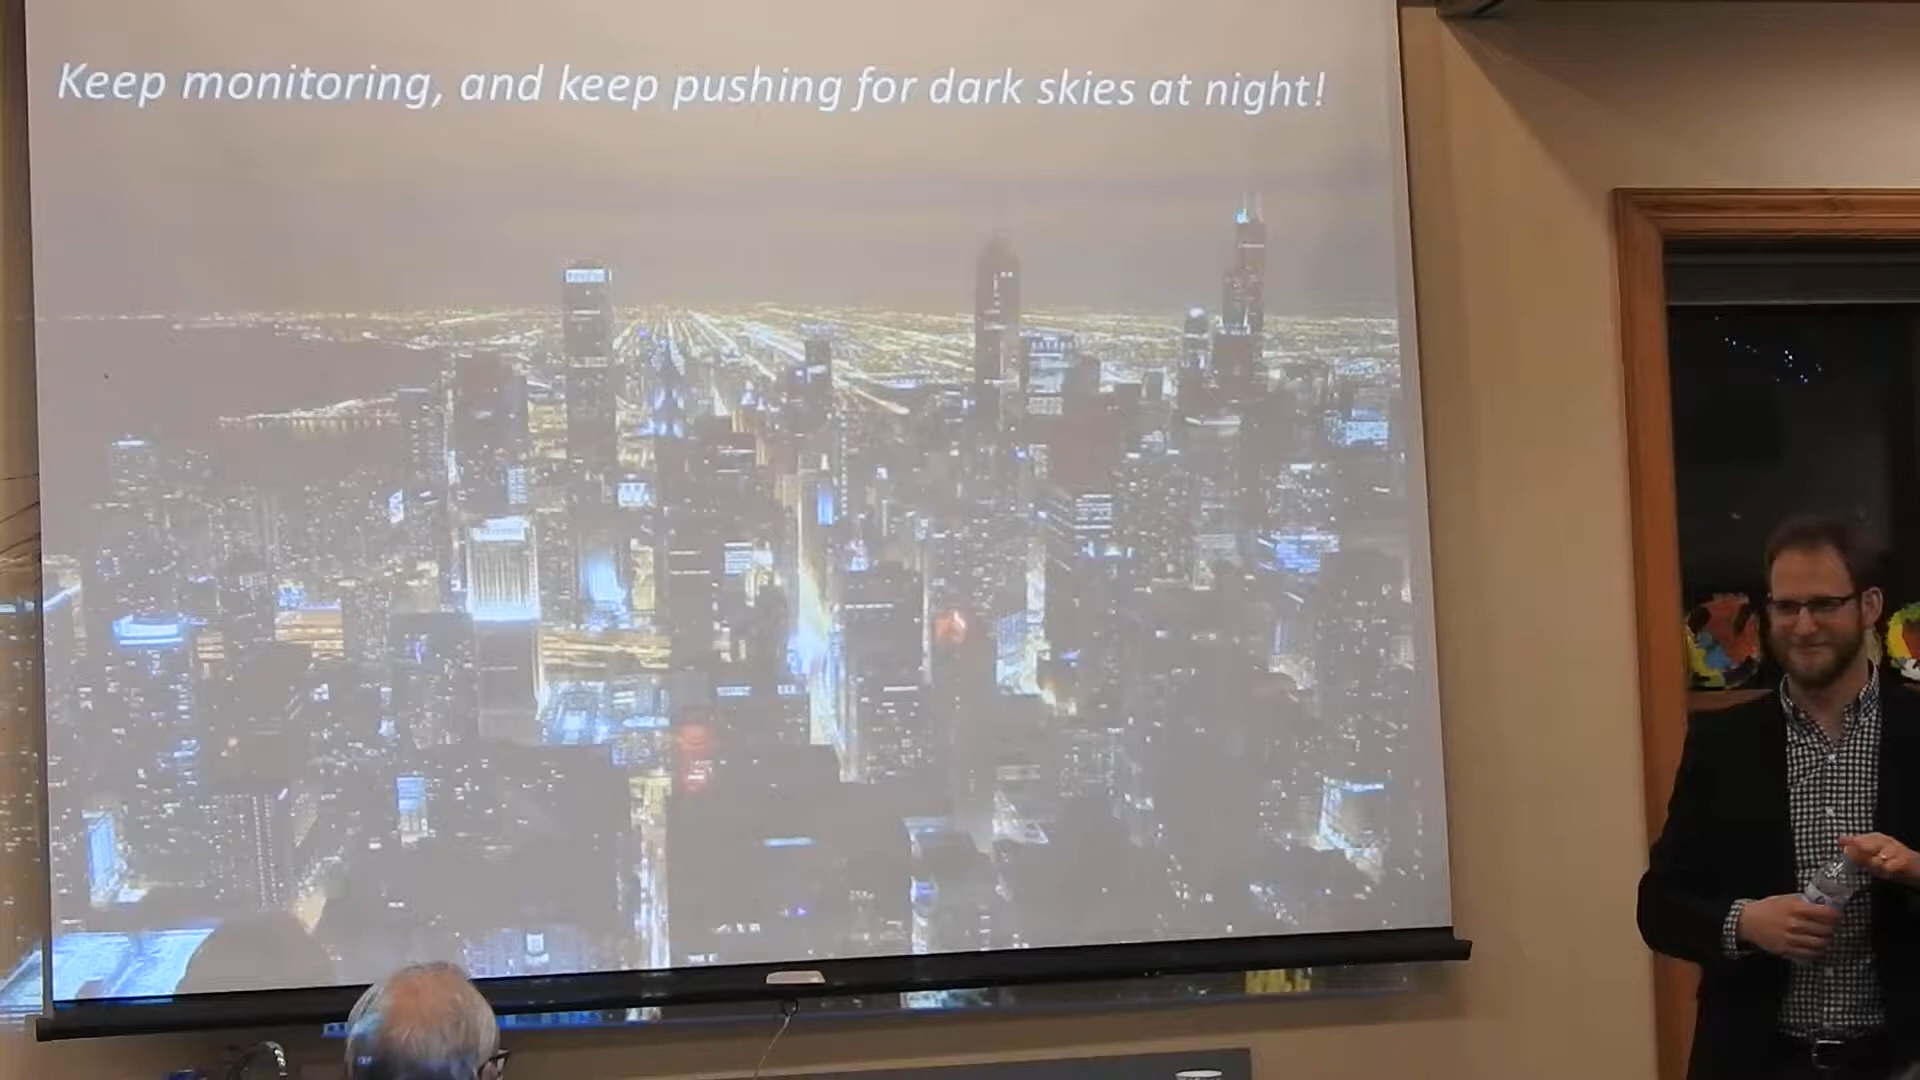 Keep monitoring, and keep pushing for dark skies at night!